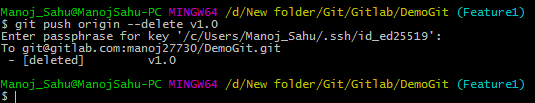 Manoj_Sahu@ManojSahu-PC MINGW64 /d/New folder/Git/Gitlab/DemoGit (Feature1)
$ git push origin --delete v1.0
Enter passphrase for key '/c/Users/Manoj_Sahu/.ssh/id_ed25519':
To git@gitlab.com:manoj27730/DemoGit.git
 - [deleted]         v1.0
Manoj_Sahu@ManojSahu-PC MINGW64 /d/New folder/Git/Gitlab/DemoGit (Feature1)
$